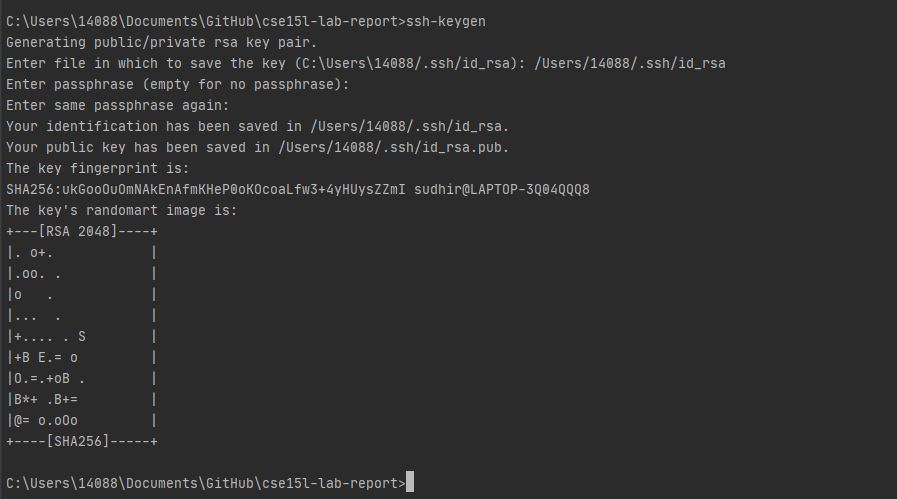 C:\Users\14088\Documents\GitHub\cse15l-lab-report>ssh-keygen
Generating public/private rsa key pair.
Enter file in which to save the key (C:\Users\14088/.ssh/id_rsa): /Users/14088/.ssh/id_rsa
Enter passphrase (empty for no passphrase):
Enter same passphrase again:
Your identification has been saved in /Users/14088/.ssh/id_rsa.
Your public key has been saved in /Users/14088/.ssh/id_rsa.pub.
The key fingerprint is:
SHA256:ukGooOuOmNAkEnAfmKHeP0oKOcoaLfw3+4yHUysZZmI sudhir@LAPTOP-3Q04QQQ8
The key's randomart image is:
+---[RSA 2048]----+
|. o+.            |
|.oo. .           |
|o   .            |
|...  .           |
|+.... . S        |
|+B E.= o         |
|O.=.+oB .        |
|B*+ .B+=         |
|@= o.oOo         |
+----[SHA256]-----+
C:\Users\14088\Documents\GitHub\cse15l-lab-report>